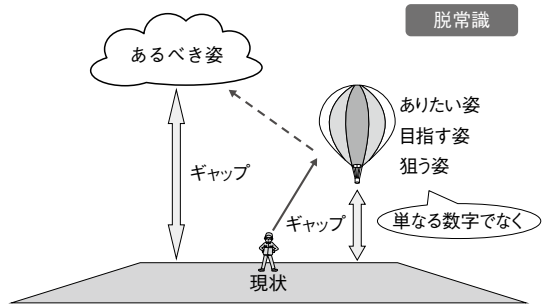 脱常識
あるべき姿
ありたい姿
目指す姿
狙う姿
ギャップ
ギャップ
単なる数字でなく
現状